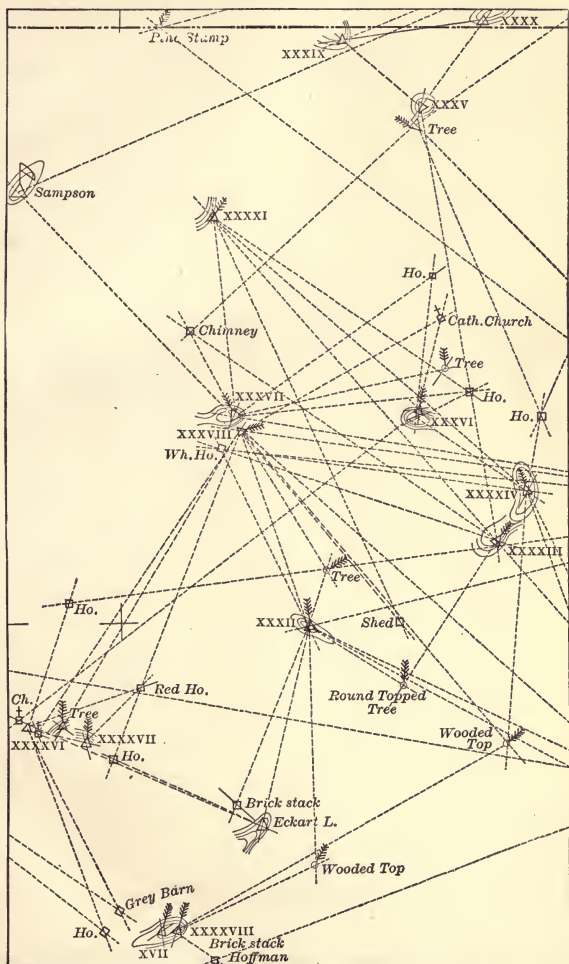 XXXX
XXXIX
Pine Stump
XXXV
Tree
Sampson
XXXXI
Ho.
Cath. Church
Chimney
Tree
XXXVII
Ho.
XXXVI
Ho.
XXXVIII
Wh. Ho.
XXXXIV
XXXXIII
Tree
Ho.
XXXII
Shed
Red Ho.
Round Topped
Tree
Ch.
Tree
XXXXVI
XXXXVII
Wooded
Top
Ho.
Brick stack
Eckart L.
Wooded Top
Grey Barn
Ho.
XXXXVIII
XVII
Brick stack
Hoffman